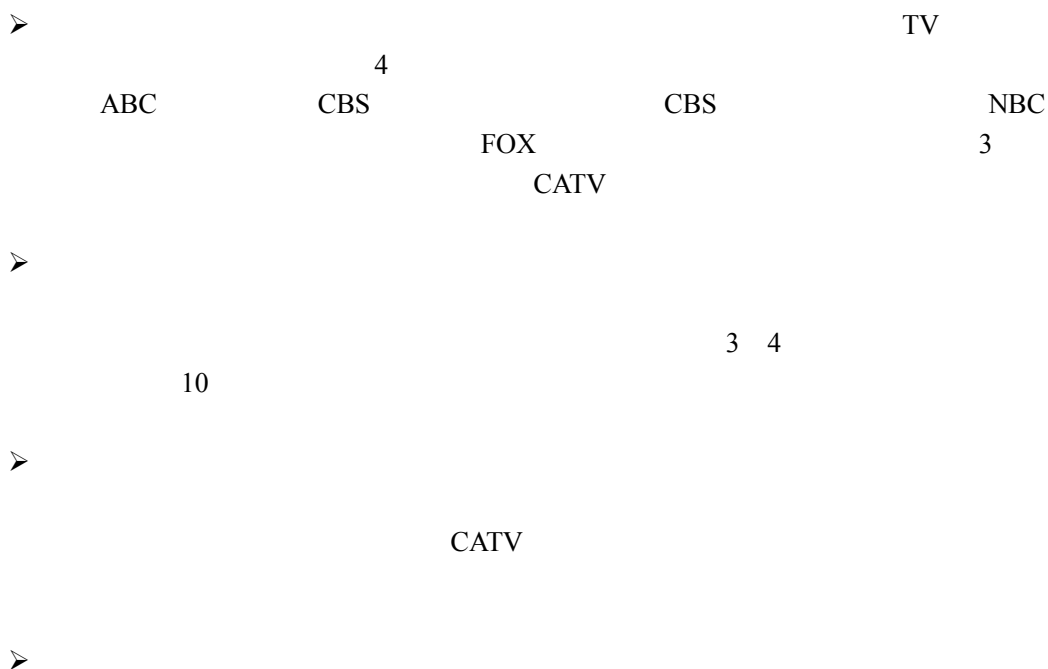 ➢ TV
4
ABC CBS CBS NBC
FOX 3
CATV
➢
3 4
10
➢
CATV
➢